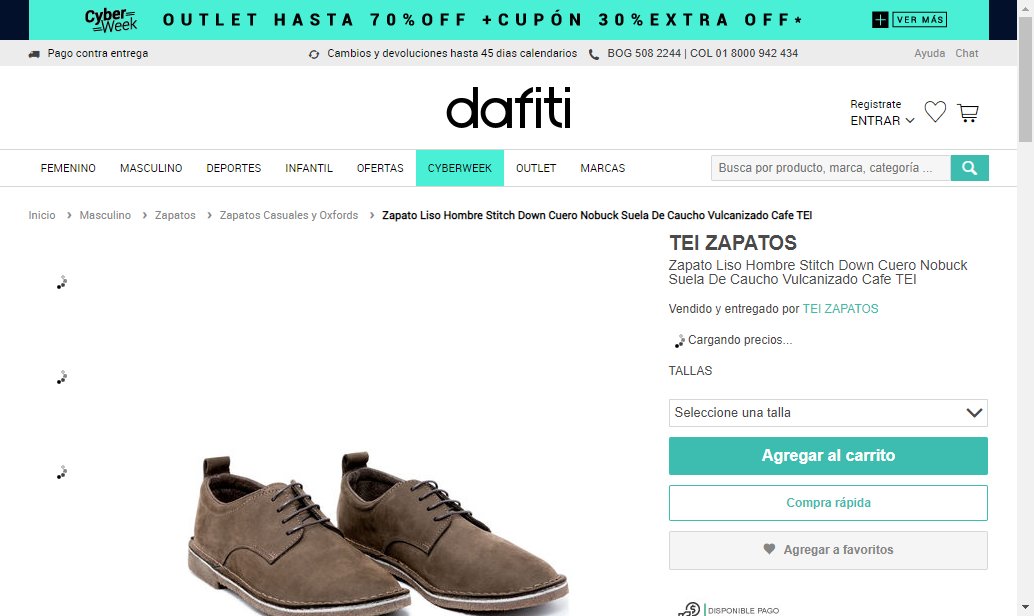 Cyber Week
OUTLET HASTA 70%OFF +CUPÓN 30%EXTRA OFF*
VER MÁS
Pago contra entrega
Cambios y devoluciones hasta 45 dias calendarios
BOG 508 2244 | COL 01 8000 942 434
Ayuda Chat
dafiti
Registrate
ENTRAR
FEMENINO MASCULINO DEPORTES INFANTIL OFERTAS CYBERWEEK OUTLET MARCAS
Busca por producto, marca, categoría ...
Inicio › Masculino › Zapatos › Zapatos Casuales y Oxfords › Zapato Liso Hombre Stitch Down Cuero Nobuck Suela De Caucho Vulcanizado Cafe TEI
TEI ZAPATOS
Zapato Liso Hombre Stitch Down Cuero Nobuck
Suela De Caucho Vulcanizado Cafe TEI
Vendido y entregado por TEI ZAPATOS
Cargando precios...
TALLAS
Seleccione una talla
Agregar al carrito
Compra rápida
Agregar a favoritos
DISPONIBLE PAGO